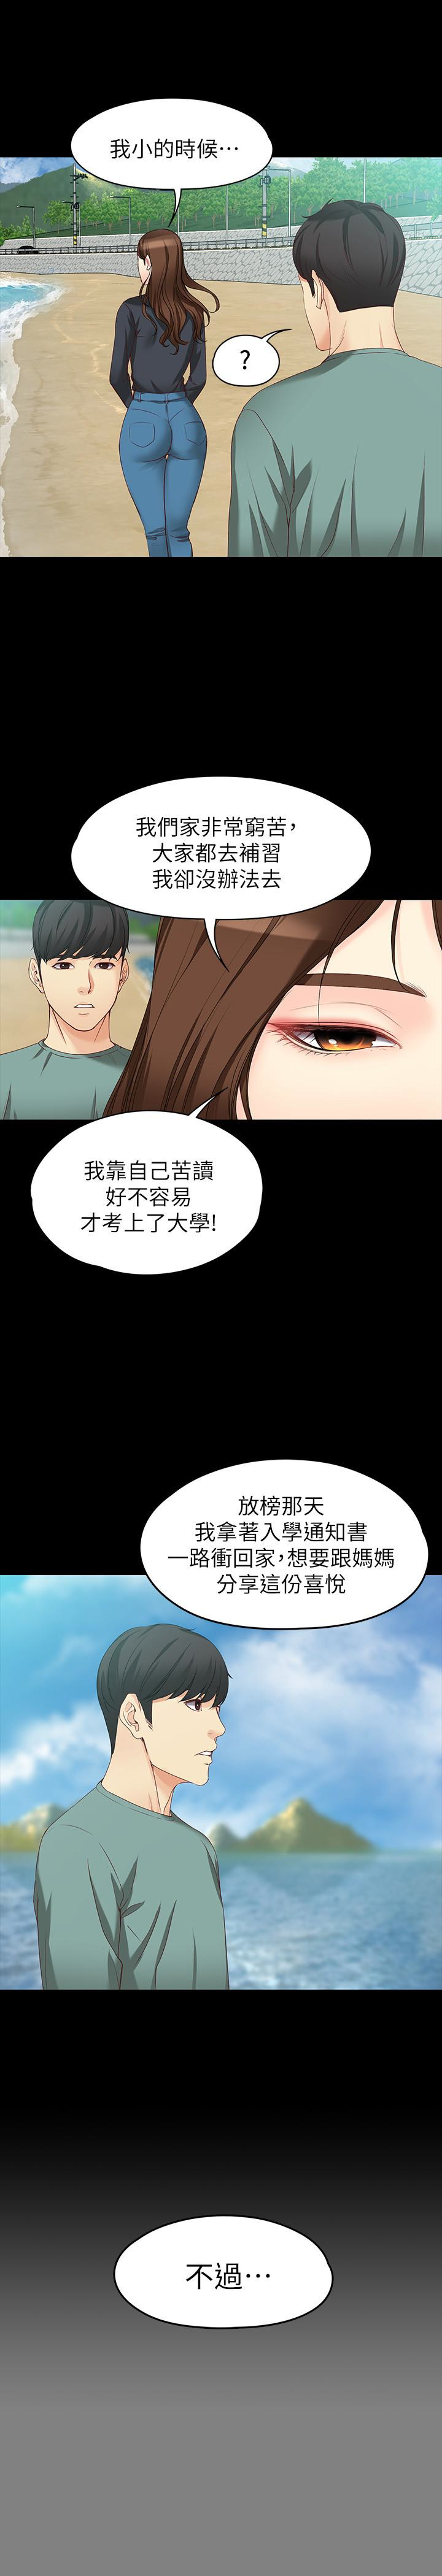 我小的時候⋯
?
我們家非常窮苦，
大家都去補習
我卻沒辦法去
我靠自己苦讀
好不容易
才考上了大學!
放榜那天
我拿著入學通知書
一路衝回家，想要跟媽媽
分享這份喜悅
不過⋯